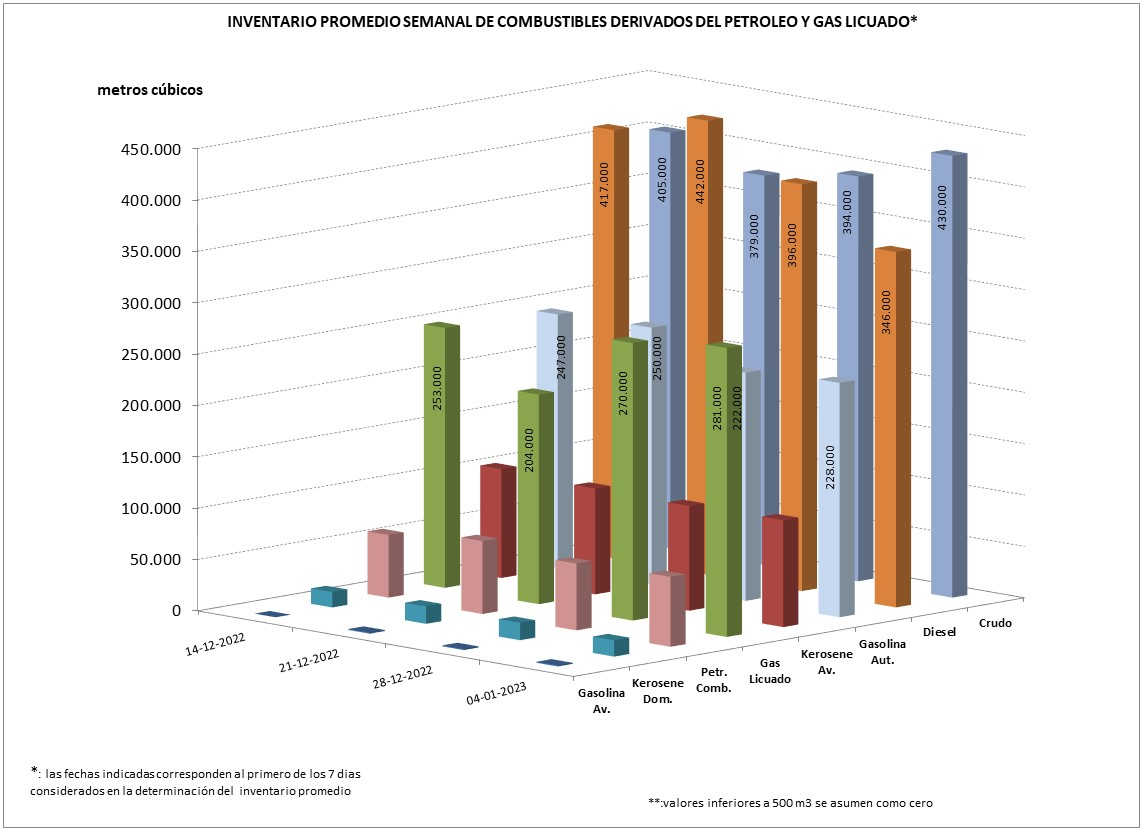 INVENTARIO PROMEDIO SEMANAL DE COMBUSTIBLES DERIVADOS DEL PETROLEO Y GAS LICUADO*
metros cúbicos
450.000
400.000
350.000
300.000
250.000
200.000
150.000
100.000
50.000
0
417.000
405.000
442.000
379.000
396.000
394.000
430.000
346.000
247.000
250.000
222.000
228.000
253.000
204.000
270.000
281.000
14-12-2022
21-12-2022
28-12-2022
04-01-2023
Gasolina
Av.
Kerosene
Dom.
Petr.
Comb.
Gas
Licuado
Kerosene
Av.
Gasolina
Aut.
Diesel
Crudo
*: las fechas indicadas corresponden al primero de los 7 dias
considerados en la determinación del inventario promedio
**:valores inferiores a 500 m3 se asumen como cero